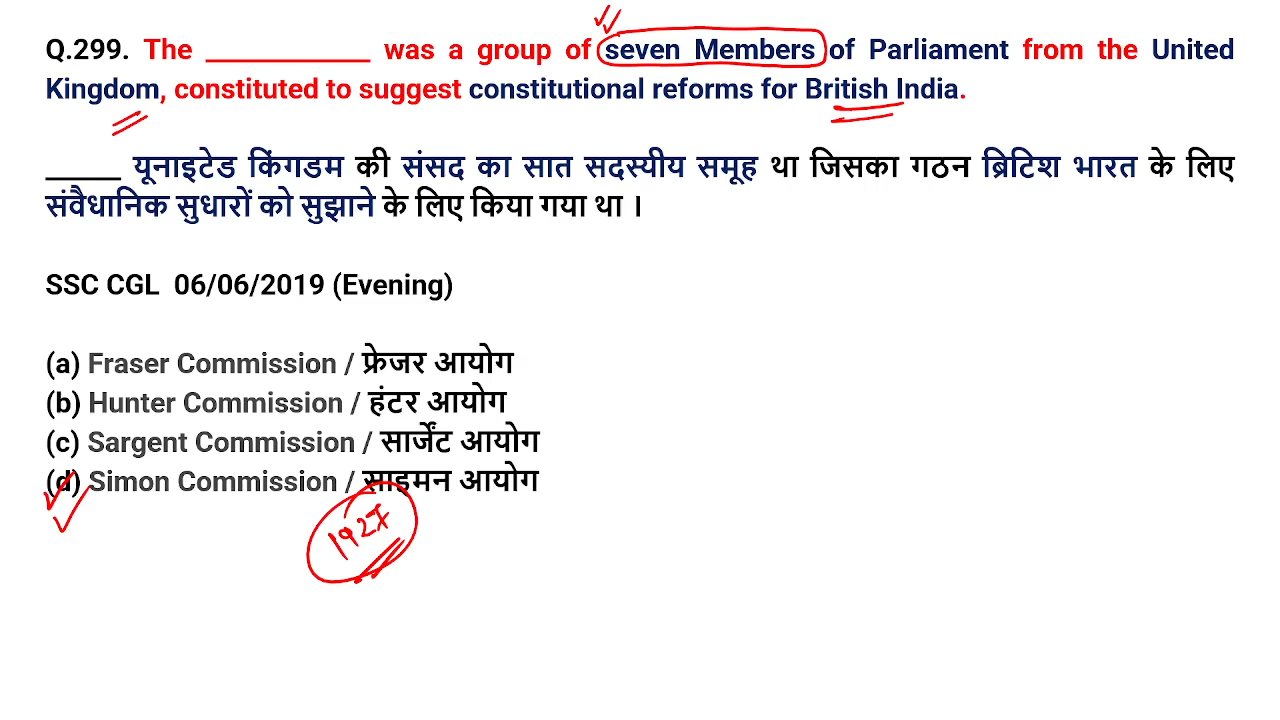 Q.299. The ___________ was a group of seven Members of Parliament from the United
Kingdom, constituted to suggest constitutional reforms for British India.
_____ यूनाइटेड किंगडम की संसद का सात सदस्यीय समूह था जिसका गठन ब्रिटिश भारत के लिए
संवैधानिक सुधारों को सुझाने के लिए किया गया था ।
SSC CGL 06/06/2019 (Evening)
(a) Fraser Commission / फ्रेजर आयोग
(b) Hunter Commission / हंटर आयोग
(c) Sargent Commission / सार्जेंट आयोग
(d) Simon Commission / साइमन आयोग
1927